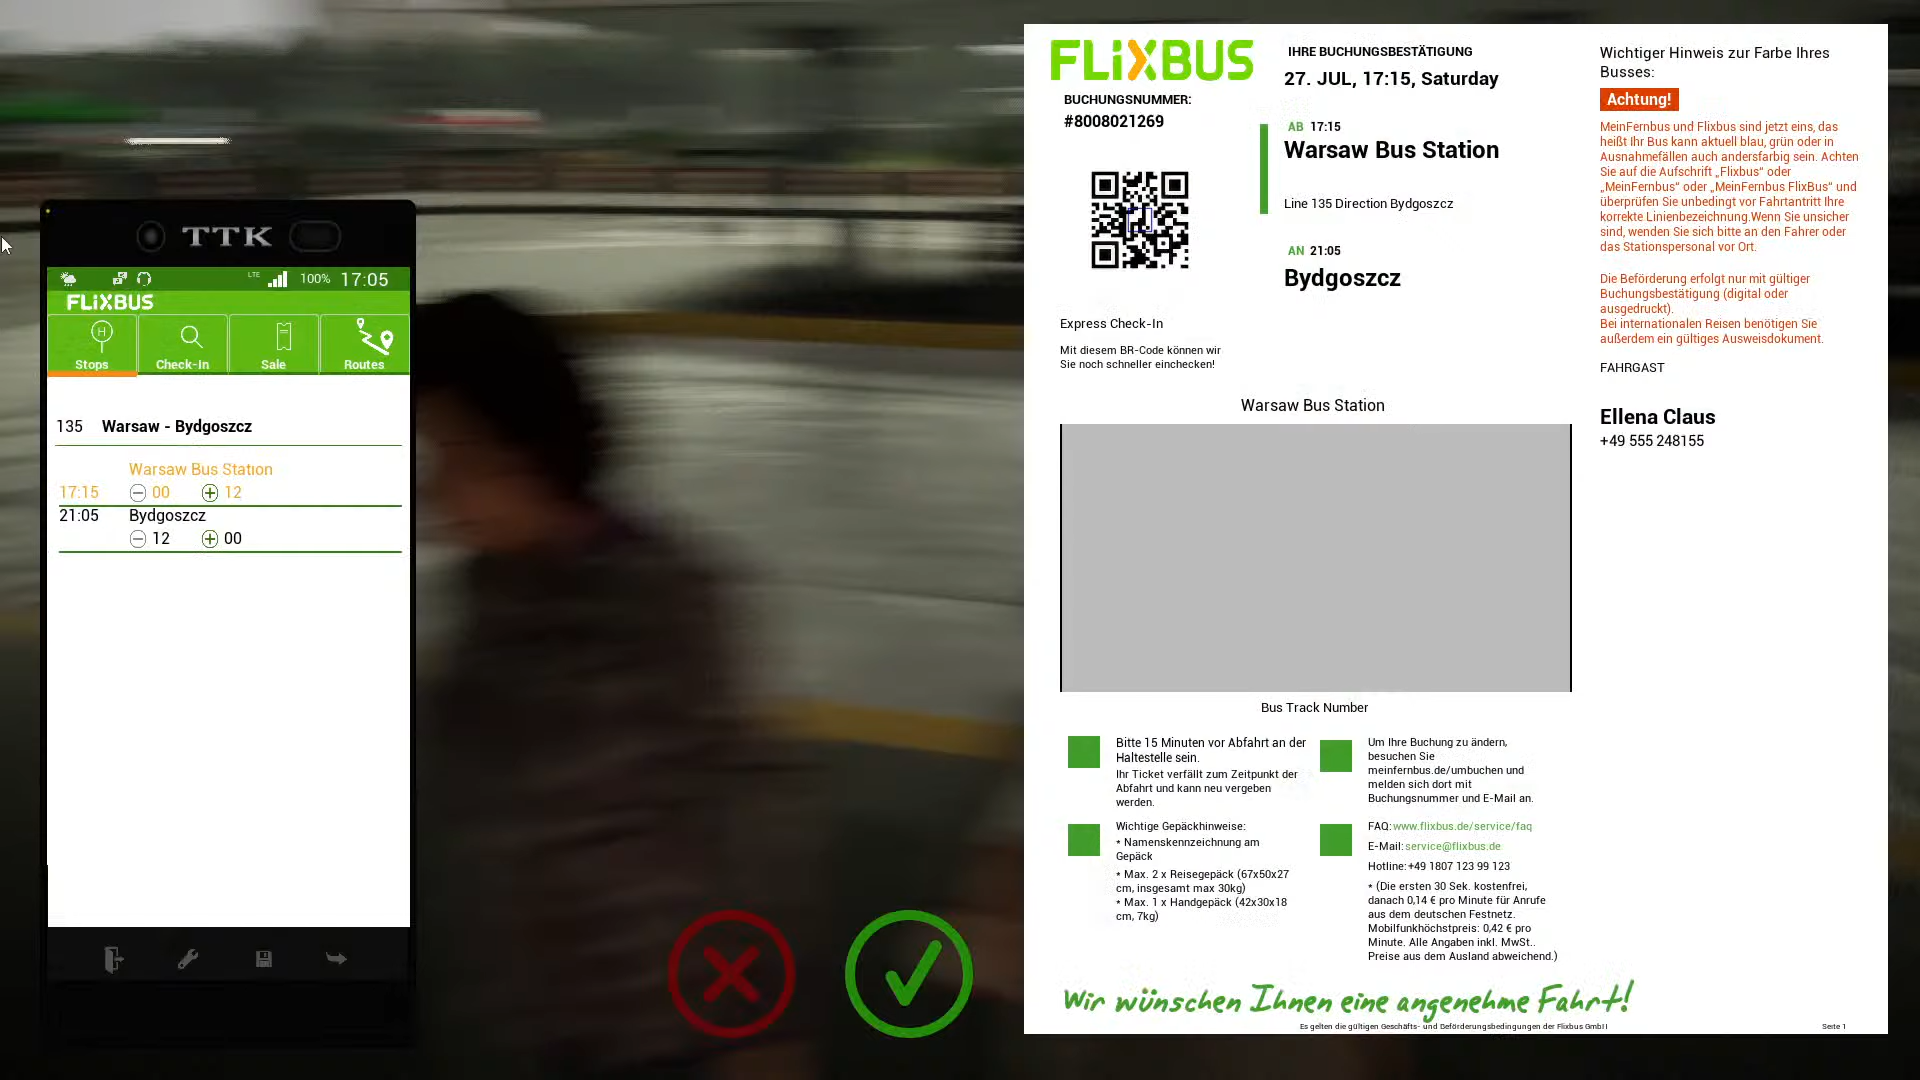 TTK
LTE 100% 17:05
FLiXBUS
Stops Check-In Sale Routes
135 Warsaw - Bydgoszcz
Warsaw Bus Station
17:15 00 12
21:05 Bydgoszcz
12 00
FLiXBUS
BUCHUNGSNUMMER:
#8008021269
Express Check-In
Mit diesem BR-Code können wir
Sie noch schneller einchecken!
IHRE BUCHUNGSBESTÄTIGUNG
27. JUL, 17:15, Saturday
AB 17:15
Warsaw Bus Station
Line 135 Direction Bydgoszcz
AN 21:05
Bydgoszcz
Warsaw Bus Station
Bus Track Number
Bitte 15 Minuten vor Abfahrt an der
Haltestelle sein.
Ihr Ticket verfällt zum Zeitpunkt der
Abfahrt und kann neu vergeben
werden.
Wichtige Gepäckhinweise:
* Namenskennzeichnung am
Gepäck
* Max. 2 x Reisegepäck (67x50x27
cm, insgesamt max 30kg)
* Max. 1 x Handgepäck (42x30x18
cm, 7kg)
Um Ihre Buchung zu ändern,
besuchen Sie
meinfernbus.de/umbuchen und
melden sich dort mit
Buchungsnummer und E-Mail an.
FAQ: www.flixbus.de/service/faq
E-Mail: service@flixbus.de
Hotline: +49 1807 123 99 123
* (Die ersten 30 Sek. kostenfrei,
danach 0,14 € pro Minute für Anrufe
aus dem deutschen Festnetz.
Mobilfunkhöchstpreis: 0,42 € pro
Minute. Alle Angaben inkl. MwSt..
Preise aus dem Ausland abweichend.)
Wichtiger Hinweis zur Farbe Ihres
Busses:
Achtung!
MeinFernbus und Flixbus sind jetzt eins, das
heißt Ihr Bus kann aktuell blau, grün oder in
Ausnahmefällen auch andersfarbig sein. Achten
Sie auf die Aufschrift „Flixbus“ oder
„MeinFernbus“ oder „MeinFernbus FlixBus“ und
überprüfen Sie unbedingt vor Fahrtantritt Ihre
korrekte Linienbezeichnung.Wenn Sie unsicher
sind, wenden Sie sich bitte an den Fahrer oder
das Stationspersonal vor Ort.
Die Beförderung erfolgt nur mit gültiger
Buchungsbestätigung (digital oder
ausgedruckt).
Bei internationalen Reisen benötigen Sie
außerdem ein gültiges Ausweisdokument.
FAHRGAST
Ellena Claus
+49 555 248155
Wir wünschen Ihnen eine angenehme Fahrt!
Es gelten die gültigen Geschäfts- und Beförderungsbedingungen der Flixbus GmbH
Seite 1